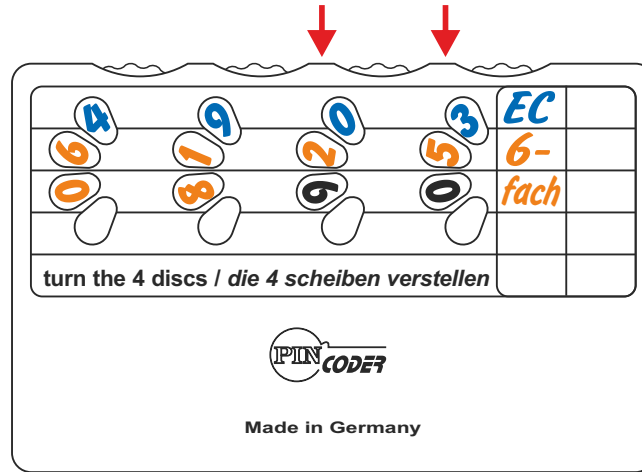 4 9 0 3 EC
6 1 2 5 6-
0 8 9 0 fach
turn the 4 discs / die 4 scheiben verstellen
PIN CODER
Made in Germany